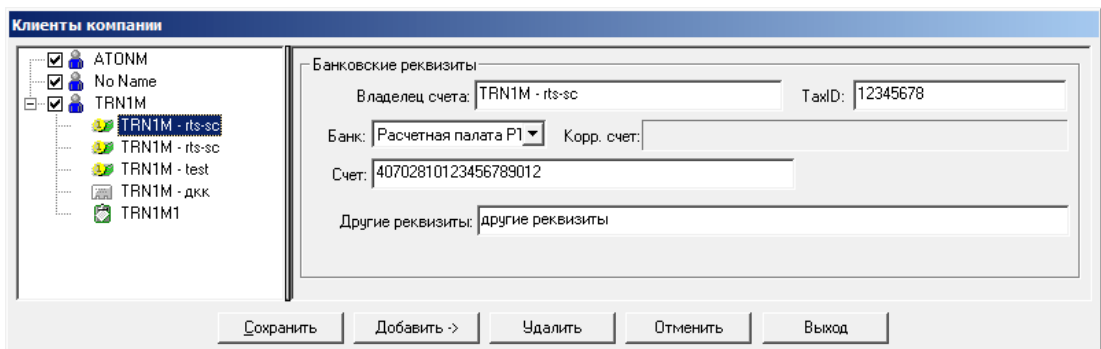 Клиенты компании
ATONM
No Name
TRN1M
TRN1M - rts-sc
TRN1M - rts-sc
TRN1M - test
TRN1M - дкк
TRN1M1
Банковские реквизиты
Владелец счета: TRN1M - rts-sc TaxID: 12345678
Банк: Расчетная палата РТ Корр. счет:
Счет: 40702810123456789012
Другие реквизиты: другие реквизиты
Сохранить Добавить -> Удалить Отменить Выход